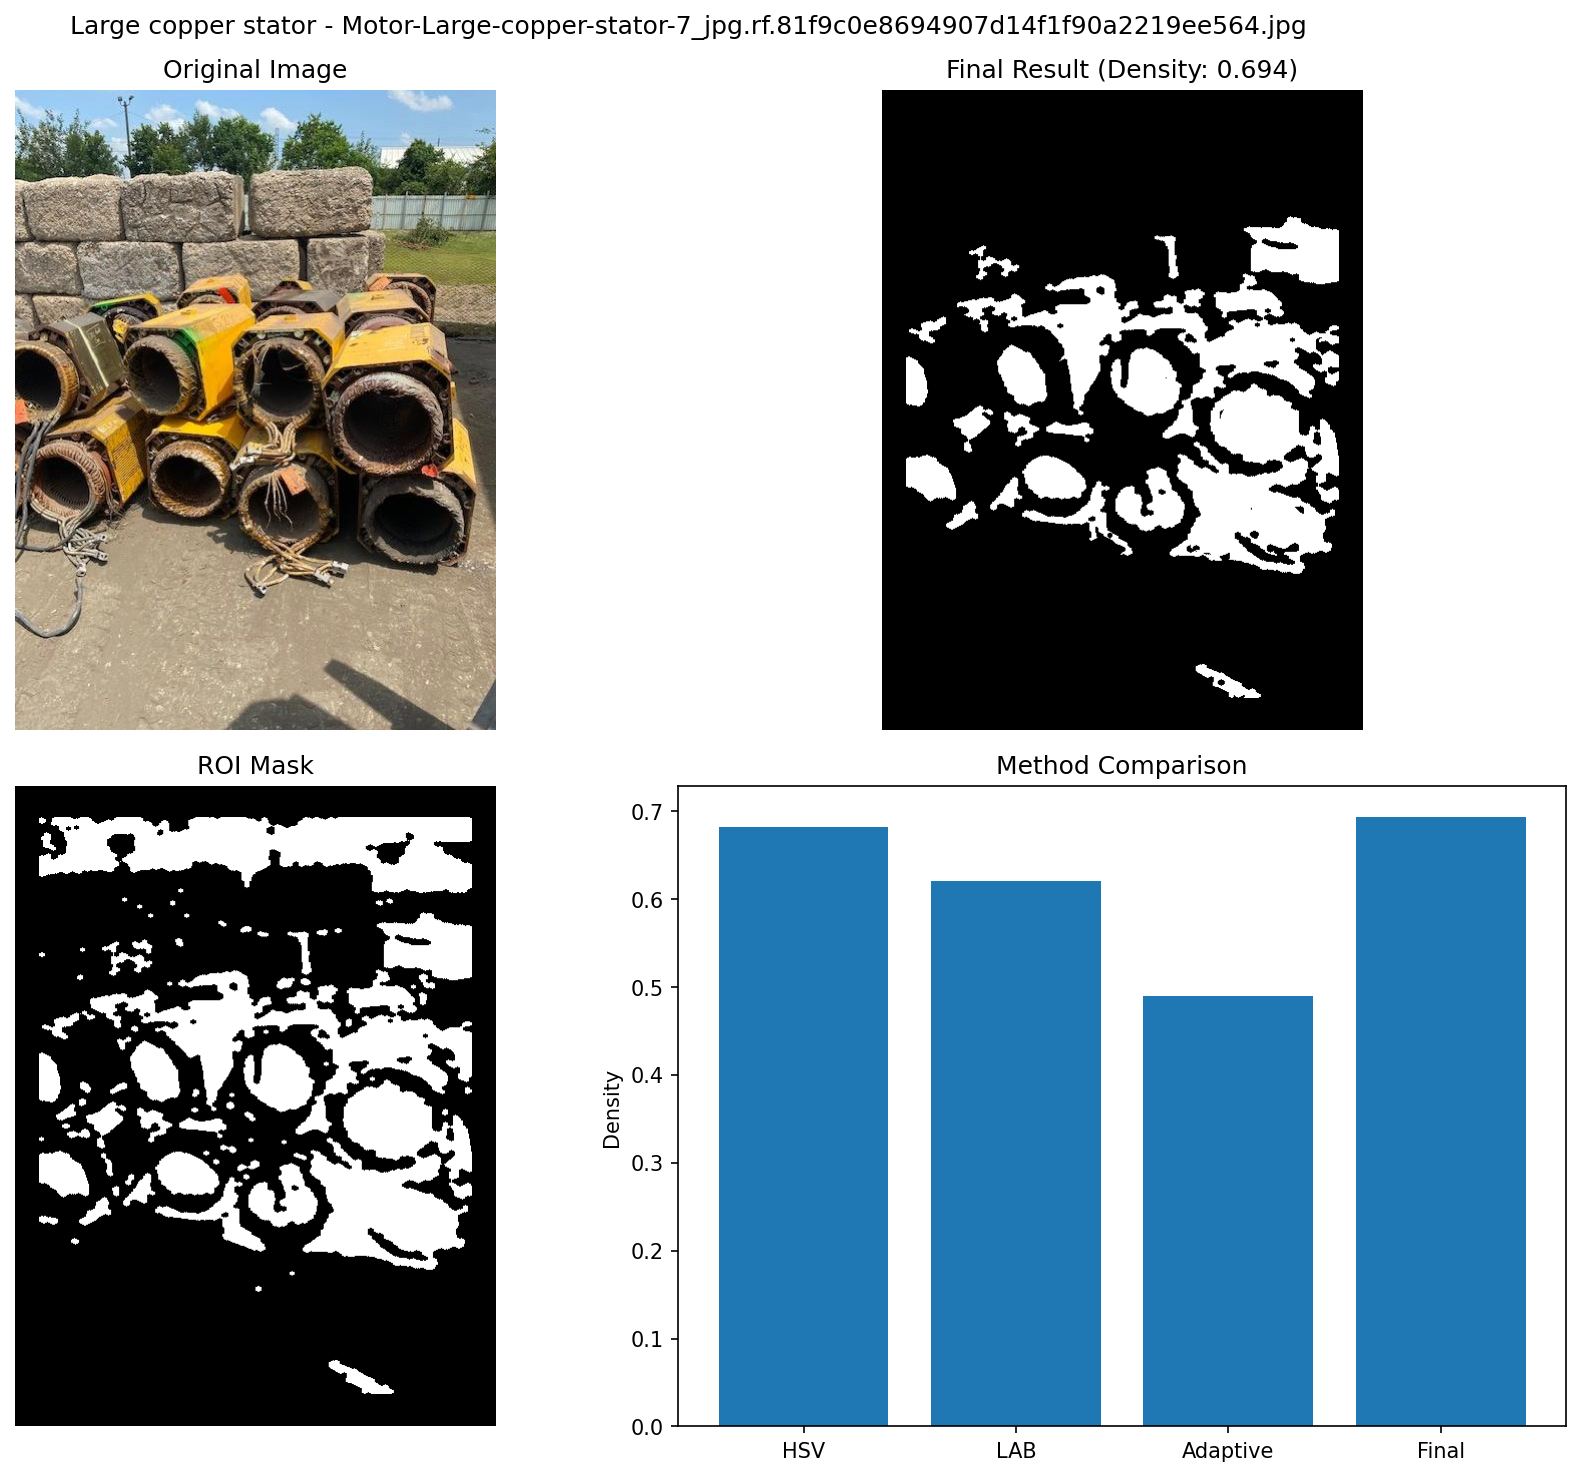 Large copper stator - Motor-Large-copper-stator-7_jpg.rf.81f9c0e8694907d14f1f90a2219ee564.jpg
Original Image
Final Result (Density: 0.694)
ROI Mask
Method Comparison
Density
0.7
0.6
0.5
0.4
0.3
0.2
0.1
0.0
HSV
LAB
Adaptive
Final